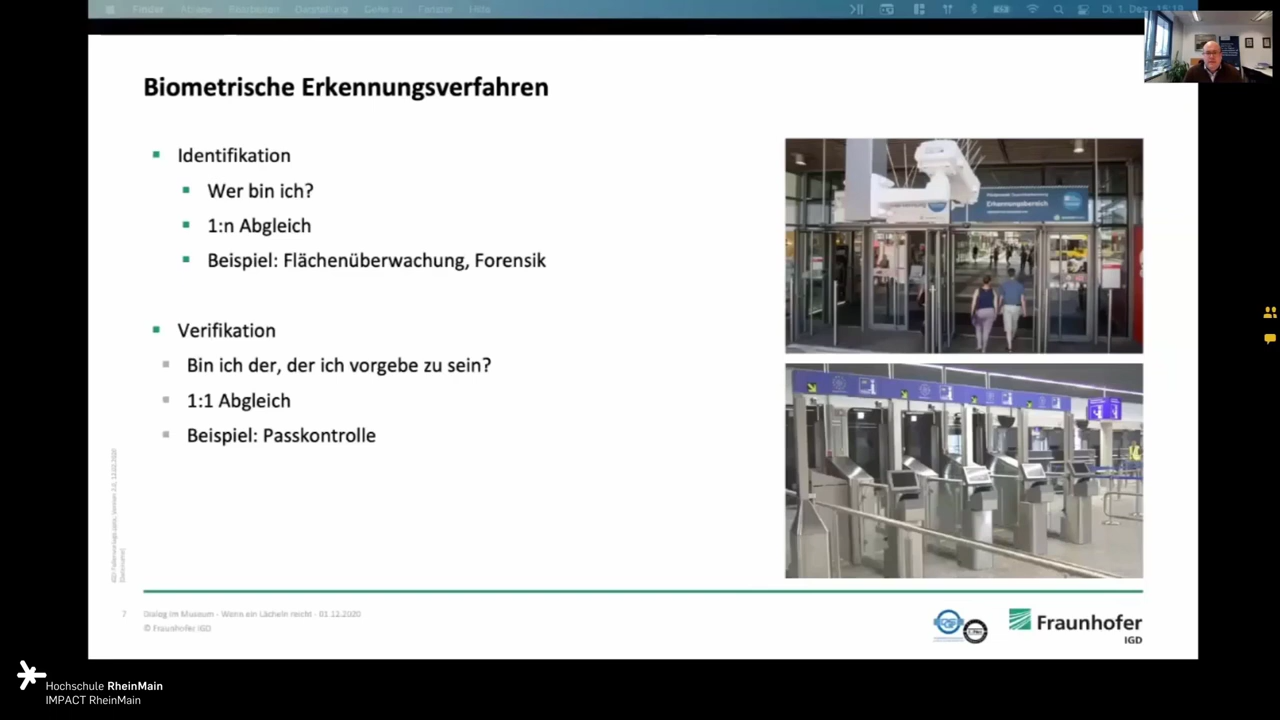 Finder
Biometrische Erkennungsverfahren
Identifikation
Wer bin ich?
1:n Abgleich
Beispiel: Flächenüberwachung, Forensik
Verifikation
Bin ich der, der ich vorgebe zu sein?
1:1 Abgleich
Beispiel: Passkontrolle
Erkennungsbereich
7
Dialog im Museum - Wenn ein Lächeln reicht - 01.12.2020
© Fraunhofer IGD
Fraunhofer
IGD
Hochschule RheinMain
IMPACT RheinMain